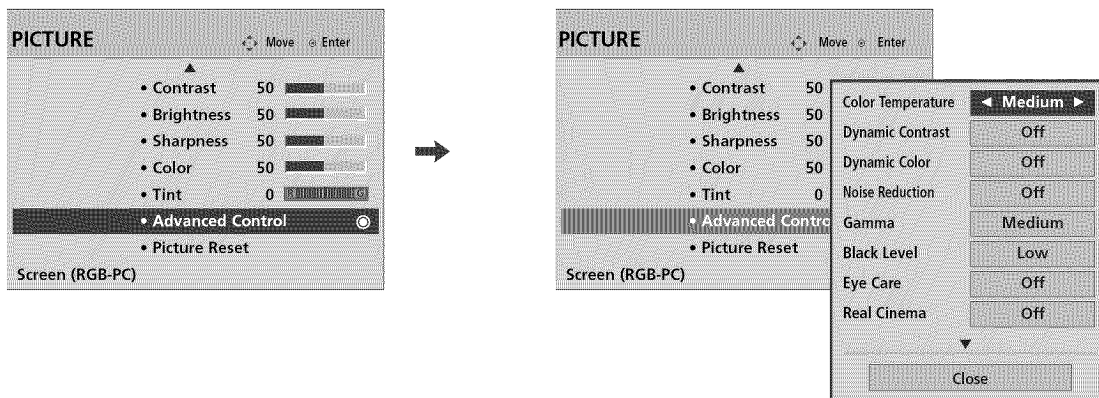 PICTURE Move Enter
• Contrast 50
• Brightness 50
• Sharpness 50
• Color 50
• Tint 0 R G
• Advanced Control
• Picture Reset
Screen (RGB-PC)
PICTURE Move Enter
• Contrast 50
• Brightness 50
• Sharpness 50
• Color 50
• Tint 0
• Advanced Contro
• Picture Reset
Screen (RGB-PC)
Color Temperature ◄ Medium ►
Dynamic Contrast Off
Dynamic Color Off
Noise Reduction Off
Gamma Medium
Black Level Low
Eye Care Off
Real Cinema Off
Close